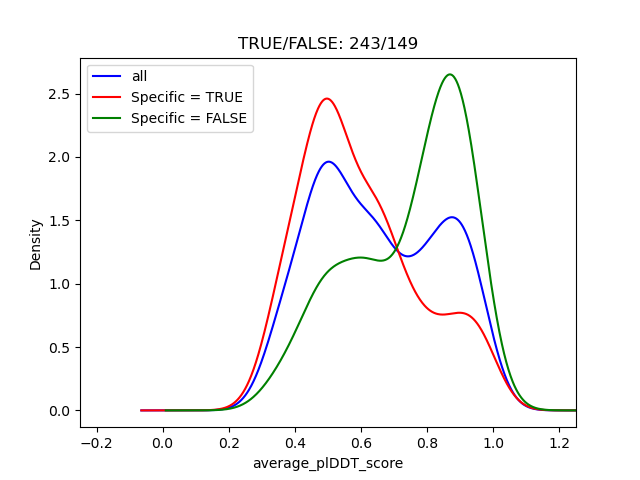 TRUE/FALSE: 243/149
all
Specific = TRUE
Specific = FALSE
Density
2.5
2.0
1.5
1.0
0.5
0.0
−0.2 0.0 0.2 0.4 0.6 0.8 1.0 1.2
average_plDDT_score